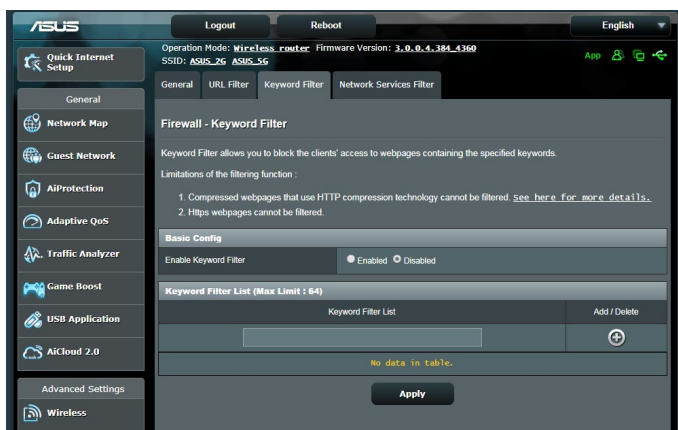 ASUS
Logout
Reboot
English
Quick Internet
Setup
Operation Mode: Wireless router Firmware Version: 3.0.0.4.384_4360
SSID: ASUS_2G ASUS_5G
App
General
URL Filter
Keyword Filter
Network Services Filter
General
Network Map
Guest Network
AiProtection
Adaptive QoS
Traffic Analyzer
Game Boost
USB Application
AiCloud 2.0
Advanced Settings
Wireless
Firewall - Keyword Filter
Keyword Filter allows you to block the clients' access to webpages containing the specified keywords.
Limitations of the filtering function :
1. Compressed webpages that use HTTP compression technology cannot be filtered. See here for more details.
2. Https webpages cannot be filtered.
Basic Config
Enable Keyword Filter
Enabled
Disabled
Keyword Filter List (Max Limit : 64)
Keyword Filter List
Add / Delete
No data in table.
Apply